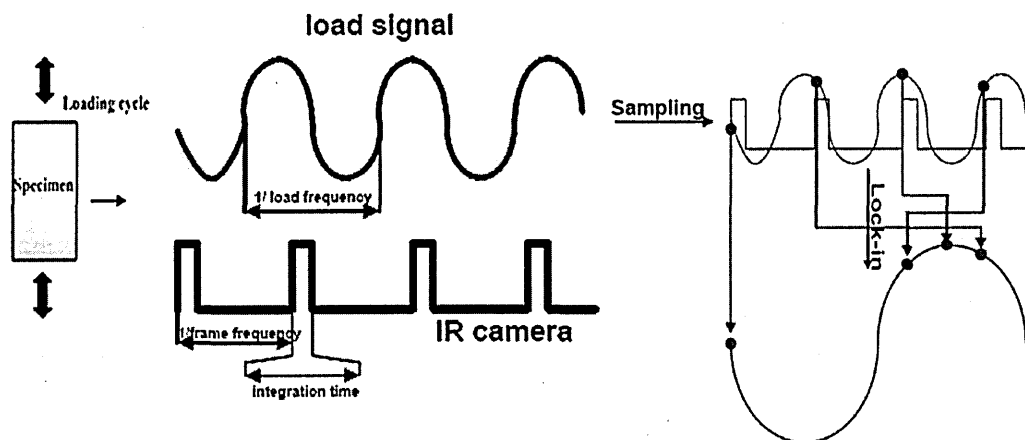 load signal
Loading cycle
Specimen
1/ load frequency
Sampling
Lock-in
1/frame frequency
IR camera
integration time